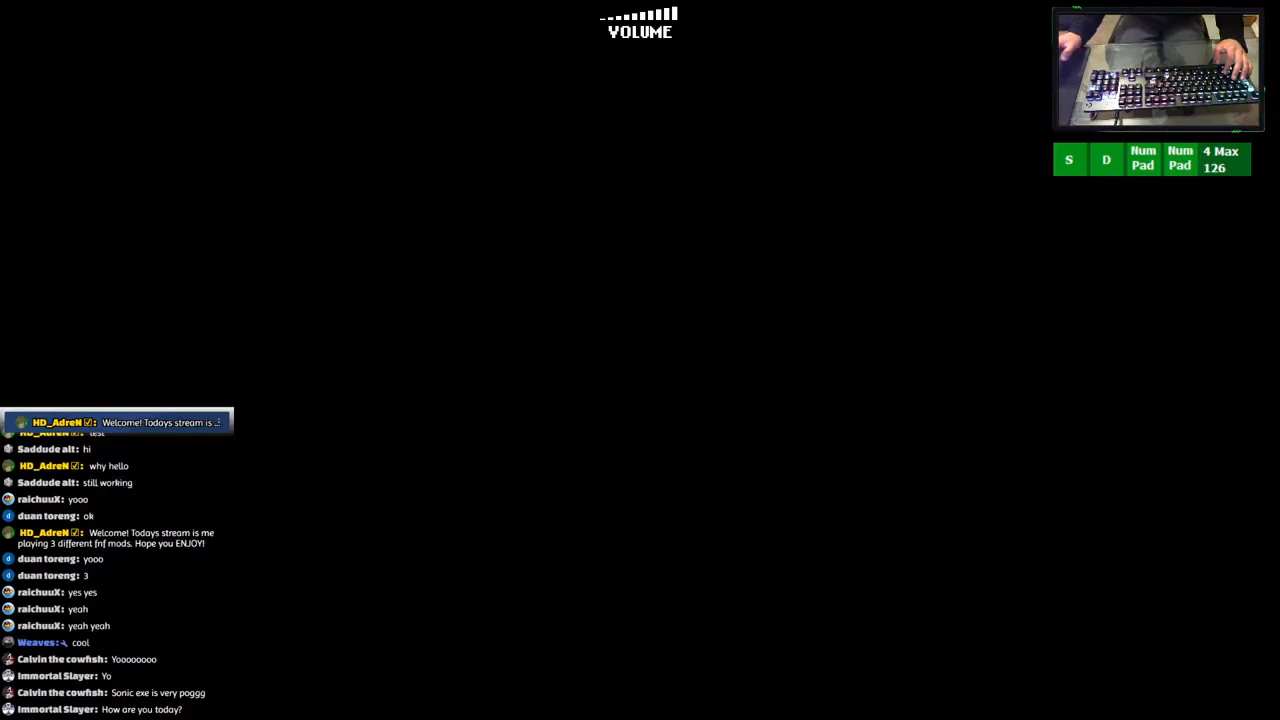 VOLUME
S D Num Pad Num Pad 4 Max 126
HD_AdreN ☑: Welcome! Todays stream is ..
HD_AdreN ☑: test
Saddude alt: hi
HD_AdreN ☑: why hello
Saddude alt: still working
raichuuX: yooo
duan toreng: ok
HD_AdreN ☑: Welcome! Todays stream is me
playing 3 different fnf mods. Hope you ENJOY!
duan toreng: yooo
duan toreng: 3
raichuuX: yes yes
raichuuX: yeah
raichuuX: yeah yeah
Weaves: cool
Calvin the cowfish: Yoooooooo
Immortal Slayer: Yo
Calvin the cowfish: Sonic exe is very poggg
Immortal Slayer: How are you today?